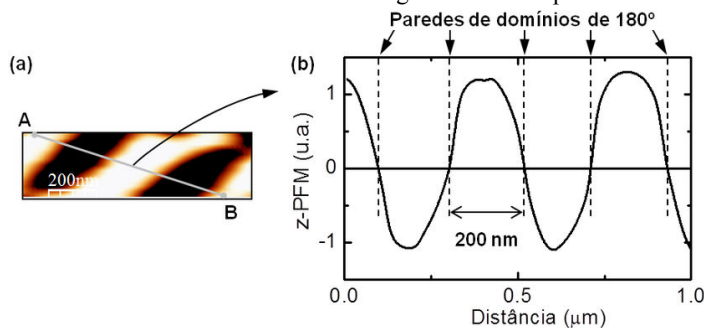 Paredes de domínios de 180º
(a)
(b)
A
200nm
B
z-PFM (u.a.)
1
0
-1
200 nm
0.0
0.5
1.0
Distância (μm)